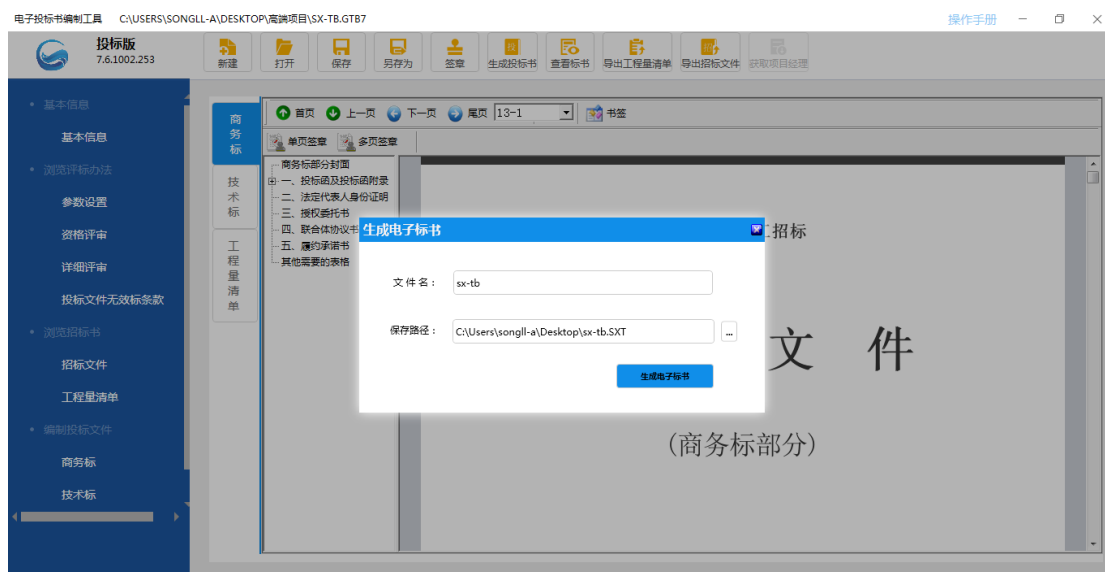 电子投标书编制工具 C:\USERS\SONGLL-A\DESKTOP\高端项目\SX-TB.GTB7 操作手册
投标版
7.6.1002.253
新建 打开 保存 另存为 签章 生成投标书 查看标书 导出工程量清单 导出招标文件 获取项目经理
基本信息
基本信息
浏览评标办法
参数设置
资格评审
详细评审
投标文件无效标条款
浏览招标书
招标文件
工程量清单
编制投标文件
商务标
技术标
商务标
技术标
工程量清单
首页 上一页 下一页 尾页 13-1 书签
单页签章 多页签章
商务标部分封面
一、投标函及投标函附录
二、法定代表人身份证明
三、授权委托书
四、联合体协议书
五、履约承诺书
其他需要的表格
生成电子标书
文件名： sx-tb
保存路径： C:\Users\songll-a\Desktop\sx-tb.SXT ...
生成电子标书
招标
文 件
(商务标部分)